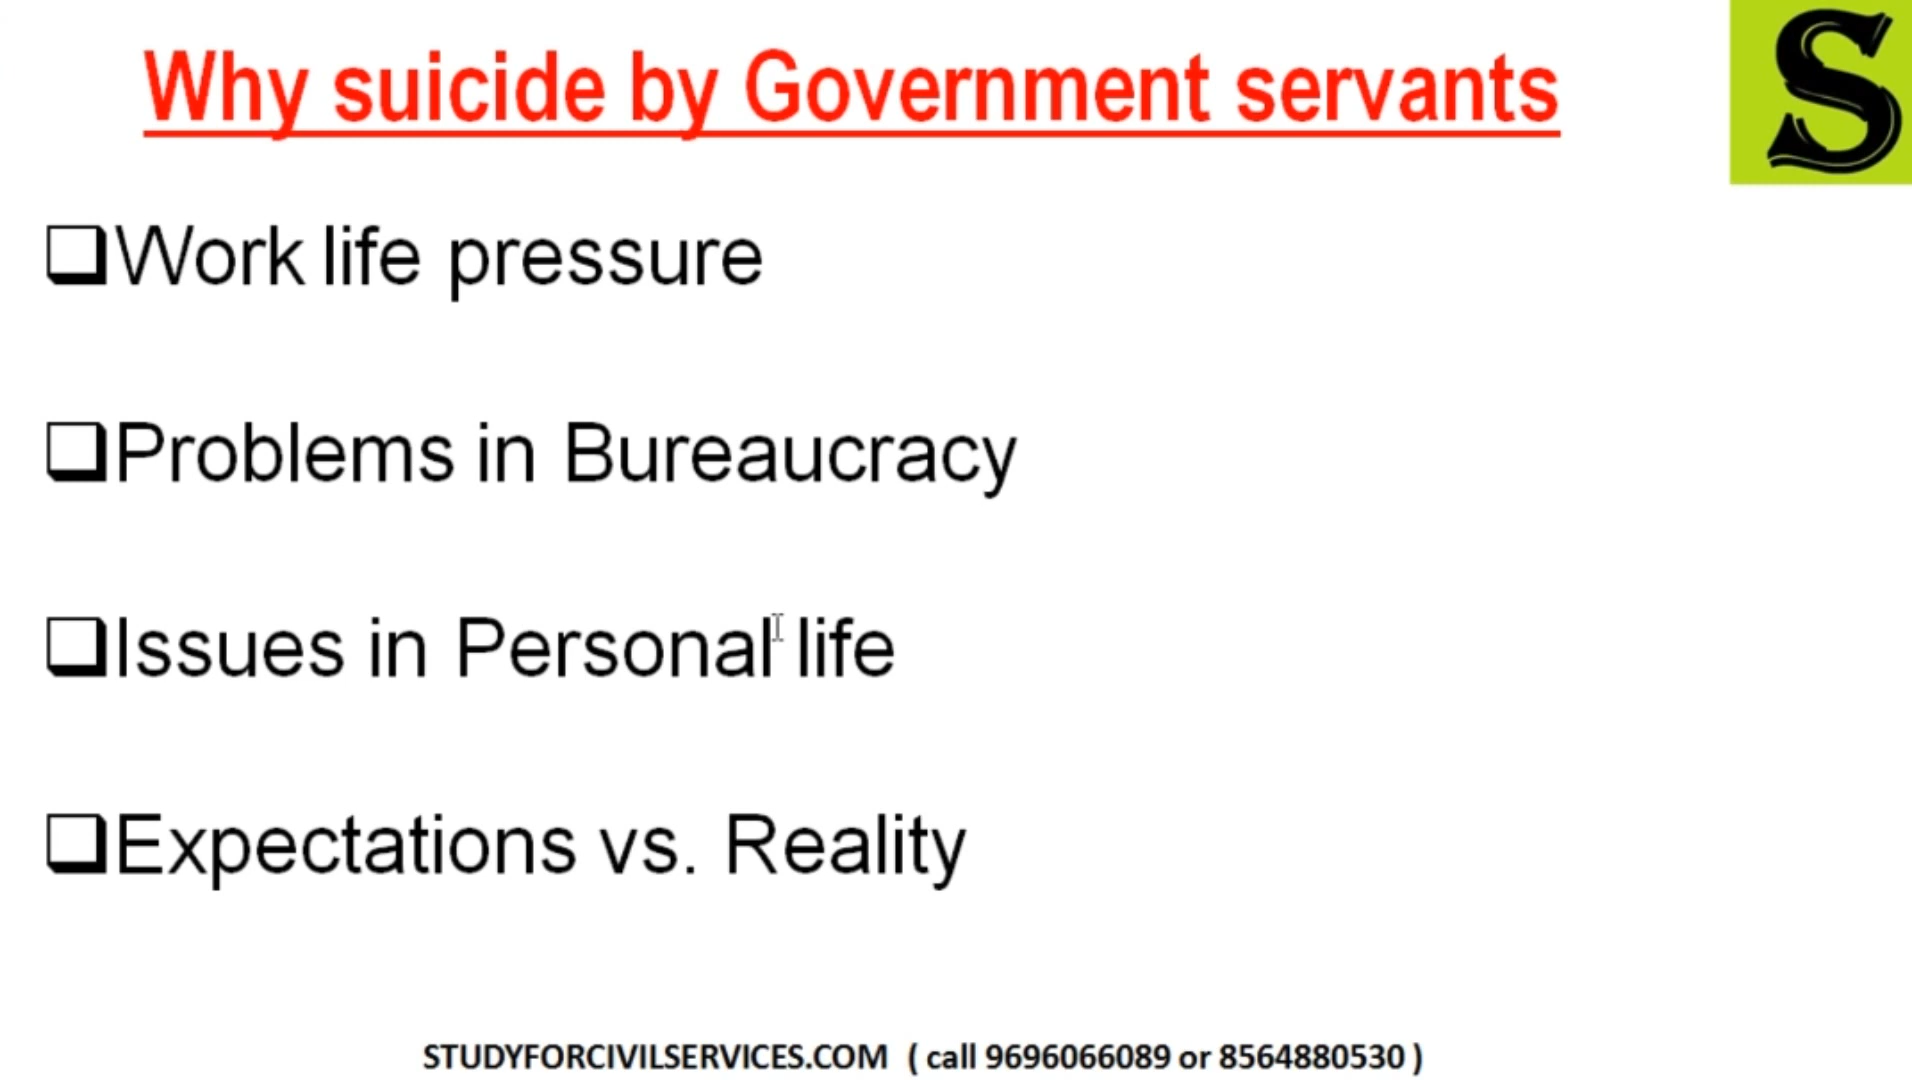 Why suicide by Government servants
S
Work life pressure
Problems in Bureaucracy
Issues in Personal life
Expectations vs. Reality
STUDYFORCIVILSERVICES.COM ( call 9696066089 or 8564880530 )